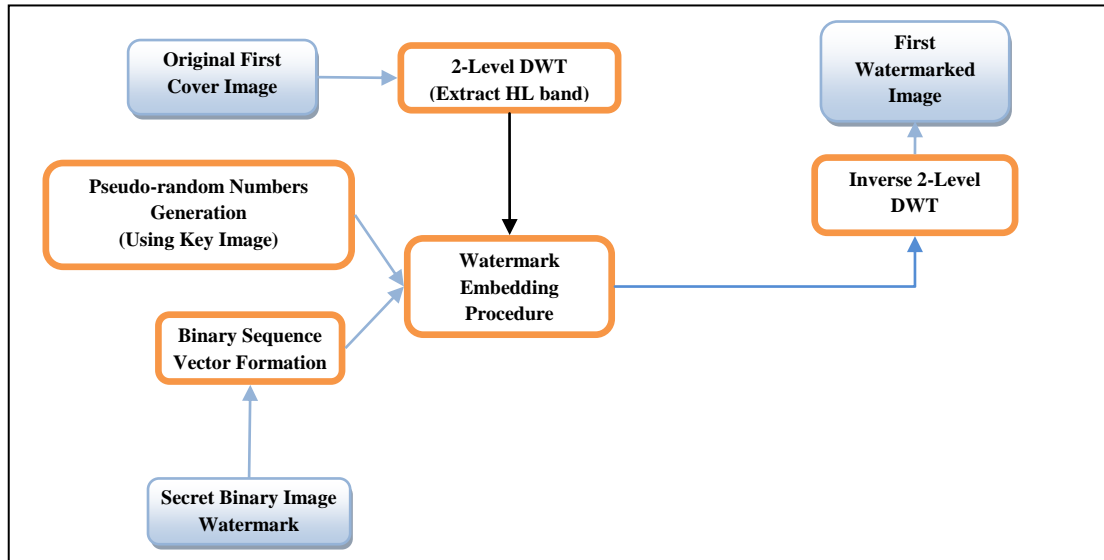 Original First
Cover Image
2-Level DWT
(Extract HL band)
First
Watermarked
Image
Pseudo-random Numbers
Generation
(Using Key Image)
Inverse 2-Level
DWT
Watermark
Embedding
Procedure
Binary Sequence
Vector Formation
Secret Binary Image
Watermark